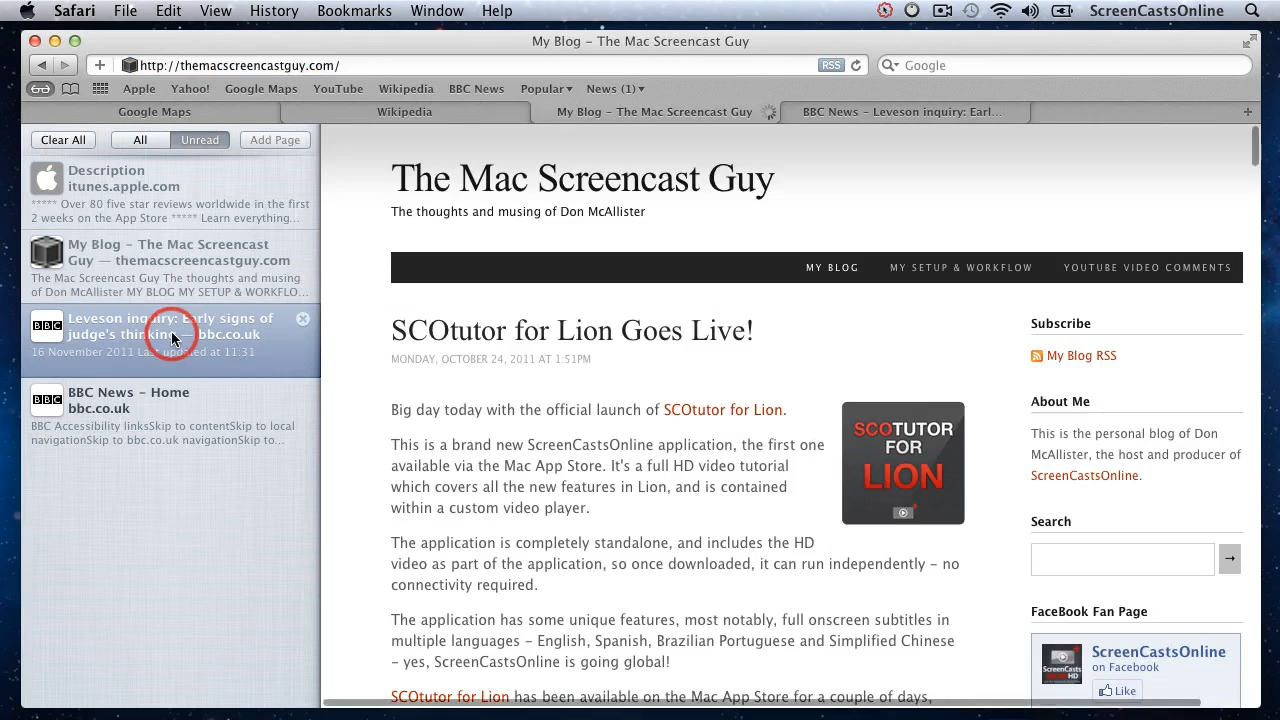 Safari File Edit View History Bookmarks Window Help ScreenCastsOnline
My Blog – The Mac Screencast Guy
http://themacscreencastguy.com/ RSS Google
Apple Yahoo! Google Maps YouTube Wikipedia BBC News Popular▾ News (1)▾
Google Maps Wikipedia My Blog – The Mac Screencast Guy BBC News – Leveson inquiry: Earl...
Clear All All Unread Add Page
Description
itunes.apple.com
***** Over 80 five star reviews worldwide in the first
2 weeks on the App Store ***** Learn everything...
My Blog – The Mac Screencast
Guy — themacscreencastguy.com
The Mac Screencast Guy The thoughts and musing
of Don McAllister MY BLOG MY SETUP & WORKFLO...
BBC
Leveson inquiry: Early signs of
judge's thinking — bbc.co.uk
16 November 2011 Last updated at 11:31
BBC
BBC News – Home
bbc.co.uk
BBC Accessibility linksSkip to contentSkip to local
navigationSkip to bbc.co.uk navigationSkip to...
The Mac Screencast Guy
The thoughts and musing of Don McAllister
MY BLOG MY SETUP & WORKFLOW YOUTUBE VIDEO COMMENTS
SCOtutor for Lion Goes Live!
MONDAY, OCTOBER 24, 2011 AT 1:51PM
Big day today with the official launch of SCOtutor for Lion.
This is a brand new ScreenCastsOnline application, the first one
available via the Mac App Store. It's a full HD video tutorial
which covers all the new features in Lion, and is contained
within a custom video player.
SCOTUTOR
FOR
LION
The application is completely standalone, and includes the HD
video as part of the application, so once downloaded, it can run independently – no
connectivity required.
The application has some unique features, most notably, full onscreen subtitles in
multiple languages – English, Spanish, Brazilian Portuguese and Simplified Chinese
– yes, ScreenCastsOnline is going global!
SCOtutor for Lion has been available on the Mac App Store for a couple of days,
Subscribe
My Blog RSS
About Me
This is the personal blog of Don
McAllister, the host and producer of
ScreenCastsOnline.
Search
FaceBook Fan Page
ScreenCastsOnline
on Facebook
Like